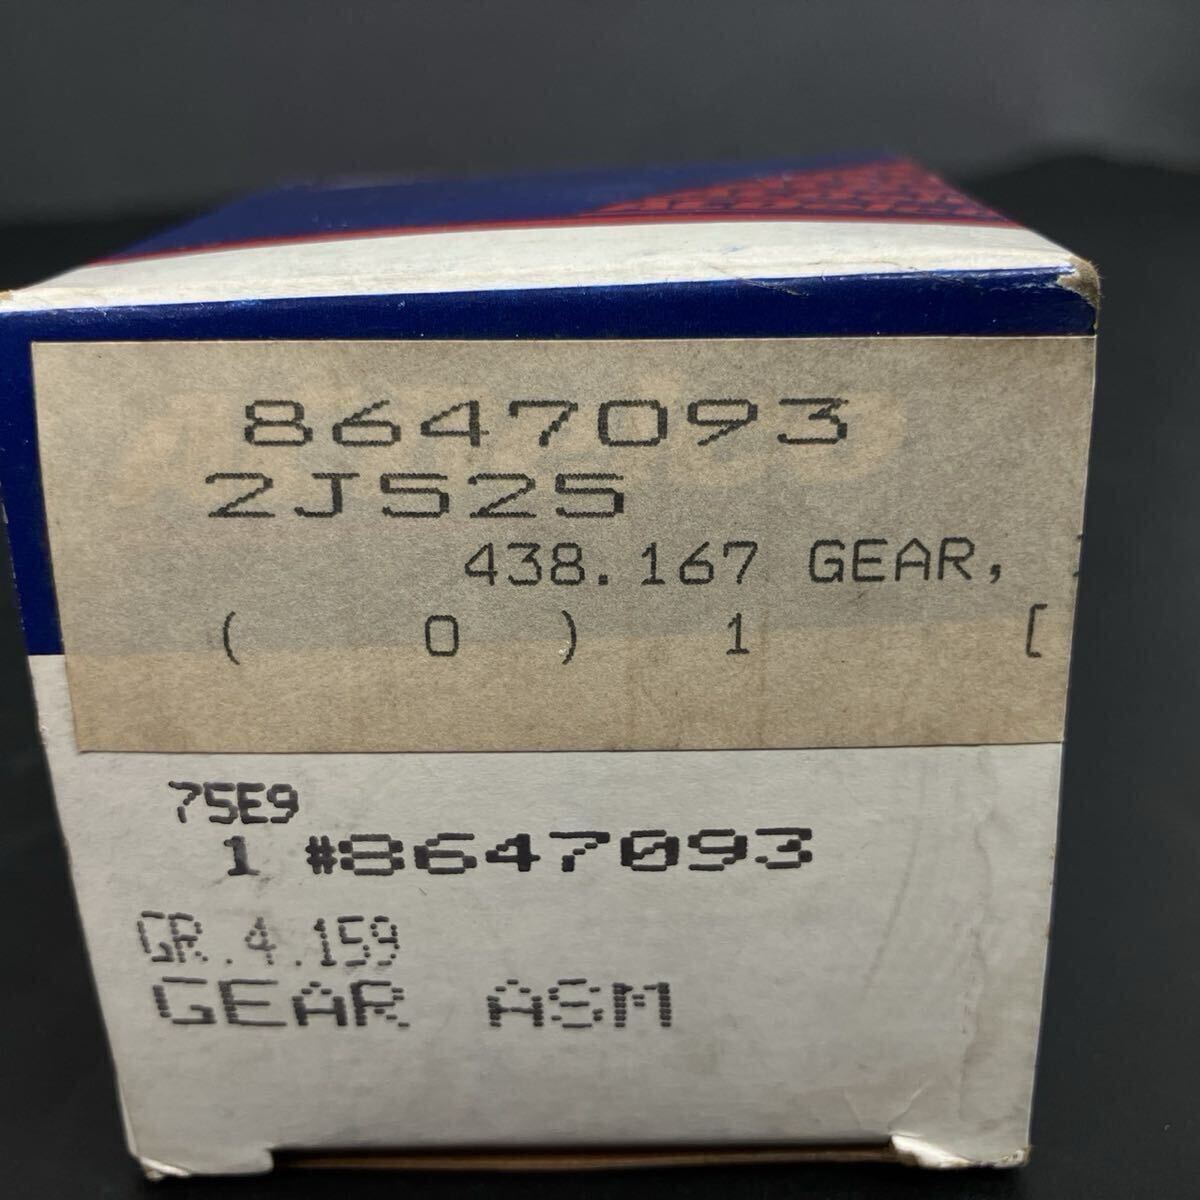 8647093
2J525
438.167 GEAR,
( 0 ) 1 [
75E9
1 #8647093
GR.4.159
GEAR ASM